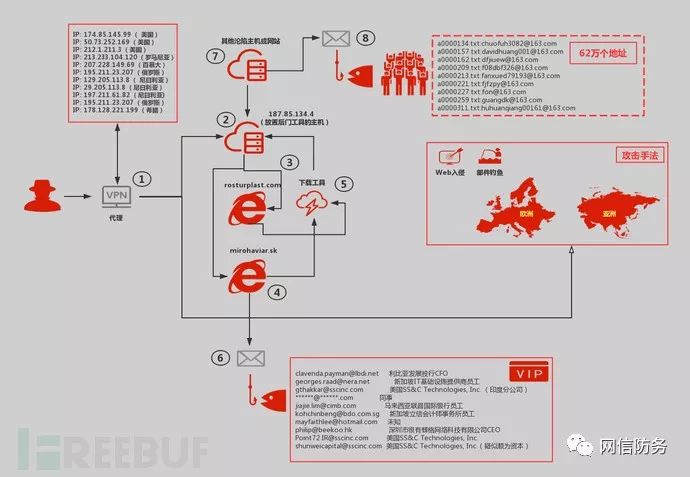 IP: 174.85.145.99 （ 美国）
IP: 50.73.252.169 ( 美国 )
IP: 212.1.211.3 （ 美国）
IP: 213.233.104.120 ( 罗马尼亚 )
IP: 207.228.149.69 ( 百慕大 )
IP: 195.211.23.207 ( 俄罗斯 )
IP: 129.205.113.8 ( 尼日利亚 )
IP: 29.205.113.8 ( 尼日利亚 )
IP: 197.211.61.82 ( 尼日利亚 )
IP: 195.211.23.207 ( 俄罗斯 )
IP: 178.128.221.199 ( 希腊 )
其他沦陷主机或网站
7
8
a0000134.txt:chuofuh3082@163.com
a0000157.txt:davidhuang001@163.com
a0000162.txt:dfjiuew@163.com
a0000209.txt:f08dbf326@163.com
a0000213.txt:fanxued79193@163.com
a0000221.txt:fjfzpy@163.com
a0000227.txt:fon@163.com
a0000259.txt:guangdk@163.com
a0000311.txt:huhuangqiang00161@163.com
62万个地址
187.85.134.4
(放置后门工具的主机)
2
3
rosturplast.com
下载工具
5
VPN
1
代理
mirohaviar.sk
4
Web入侵
邮件钓鱼
攻击手法
欧洲
亚洲
6
VIP
clavenda.payman@lbdi.net 利比亚发展投行CFO
georges.raad@nera.net 新加坡IT基础设施提供商员工
gthakkar@sscinc.com 美国SS&C Technologies, Inc.（印度分公司）
******@******.com 同事
jiajie.lim@cimb.com 马来西亚联昌国际银行员工
kohchinbeng@bdo.com.sg 新加坡立信会计师事务所员工
mayfaithlee@hotmail.com 未知
philip@beekoo.hk 深圳市很有蜂格网络科技有限公司CEO
Point72.IR@sscinc.com 美国SS&C Technologies, Inc.
shunweicapital@sscinc.com 美国SS&C Technologies, Inc.（疑似顺为资本）
FREEBUF
网信防务